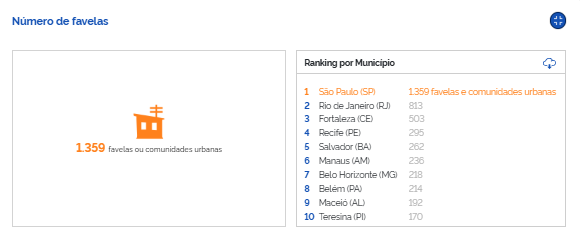 Número de favelas
1.359 favelas ou comunidades urbanas
Ranking por Município
1 São Paulo (SP) 1.359 favelas e comunidades urbanas
2 Rio de Janeiro (RJ) 813
3 Fortaleza (CE) 503
4 Recife (PE) 295
5 Salvador (BA) 262
6 Manaus (AM) 236
7 Belo Horizonte (MG) 218
8 Belém (PA) 214
9 Maceió (AL) 192
10 Teresina (PI) 170